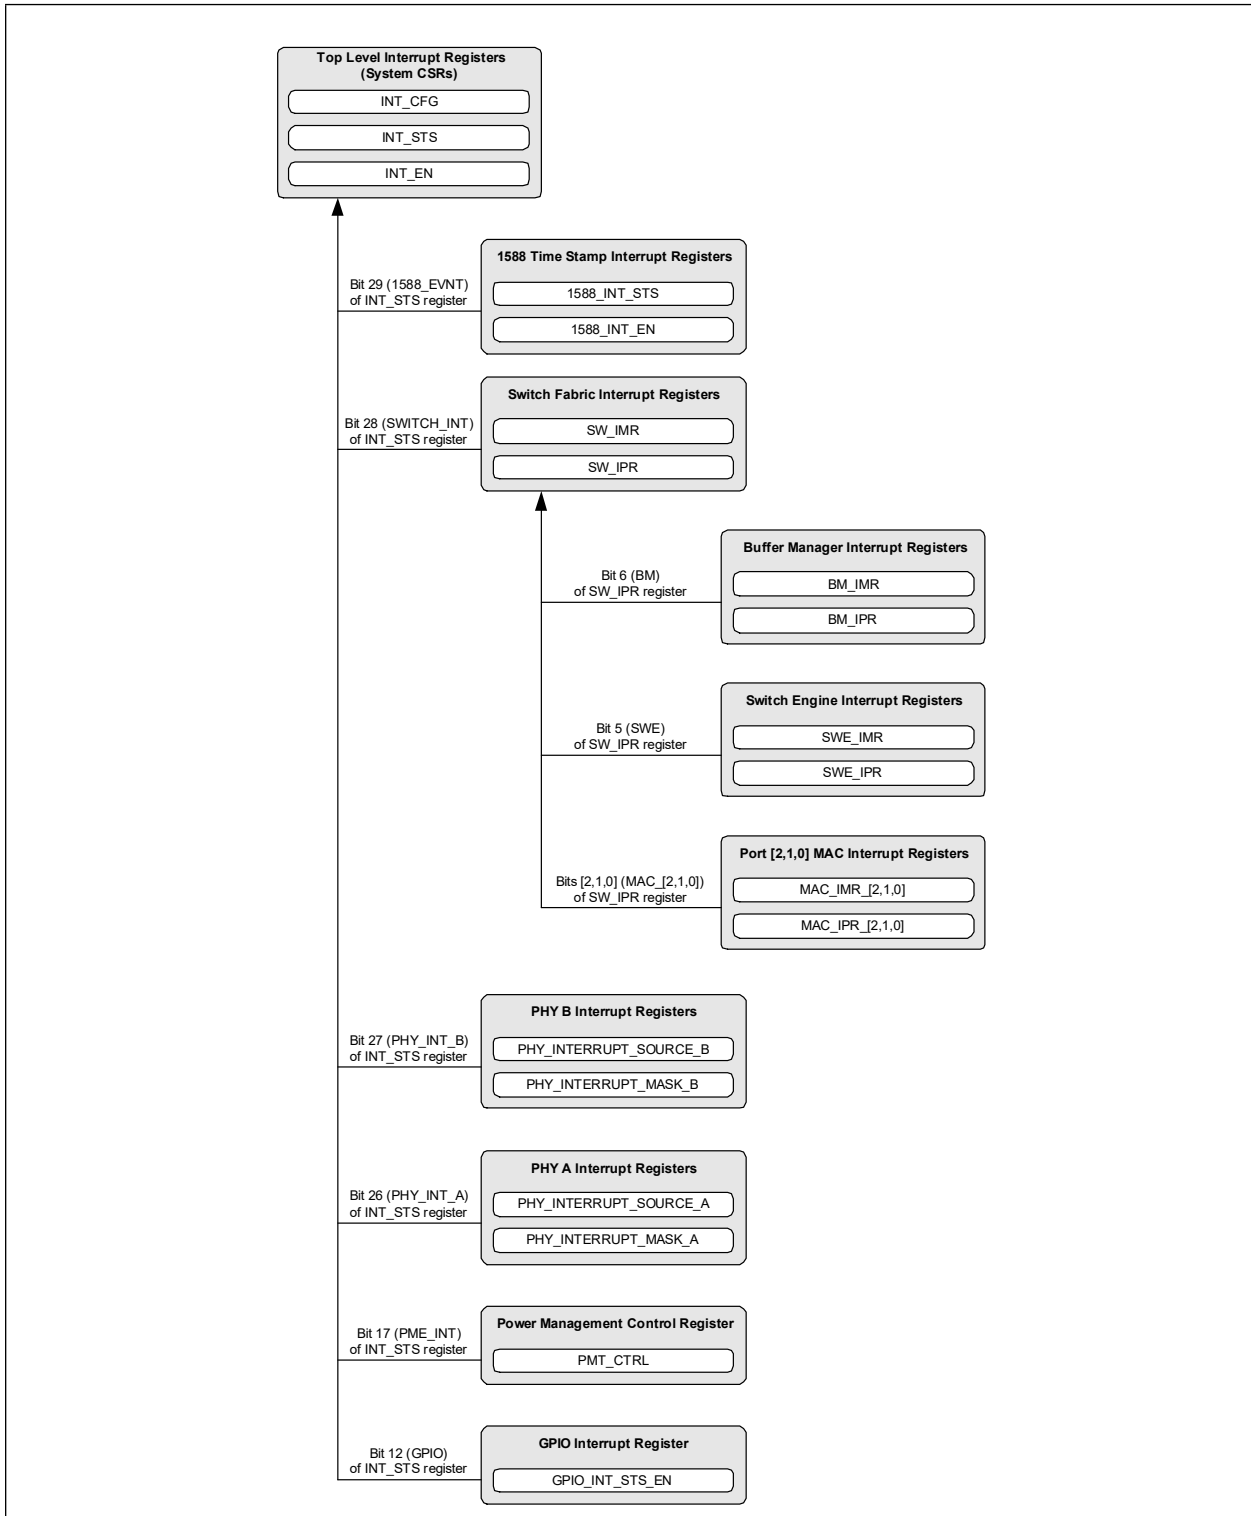 Top Level Interrupt Registers
(System CSRs)
INT_CFG
INT_STS
INT_EN
Bit 29 (1588_EVNT)
of INT_STS register
1588 Time Stamp Interrupt Registers
1588_INT_STS
1588_INT_EN
Bit 28 (SWITCH_INT)
of INT_STS register
Switch Fabric Interrupt Registers
SW_IMR
SW_IPR
Bit 6 (BM)
of SW_IPR register
Buffer Manager Interrupt Registers
BM_IMR
BM_IPR
Bit 5 (SWE)
of SW_IPR register
Switch Engine Interrupt Registers
SWE_IMR
SWE_IPR
Bits [2,1,0] (MAC_[2,1,0])
of SW_IPR register
Port [2,1,0] MAC Interrupt Registers
MAC_IMR_[2,1,0]
MAC_IPR_[2,1,0]
Bit 27 (PHY_INT_B)
of INT_STS register
PHY B Interrupt Registers
PHY_INTERRUPT_SOURCE_B
PHY_INTERRUPT_MASK_B
Bit 26 (PHY_INT_A)
of INT_STS register
PHY A Interrupt Registers
PHY_INTERRUPT_SOURCE_A
PHY_INTERRUPT_MASK_A
Bit 17 (PME_INT)
of INT_STS register
Power Management Control Register
PMT_CTRL
Bit 12 (GPIO)
of INT_STS register
GPIO Interrupt Register
GPIO_INT_STS_EN